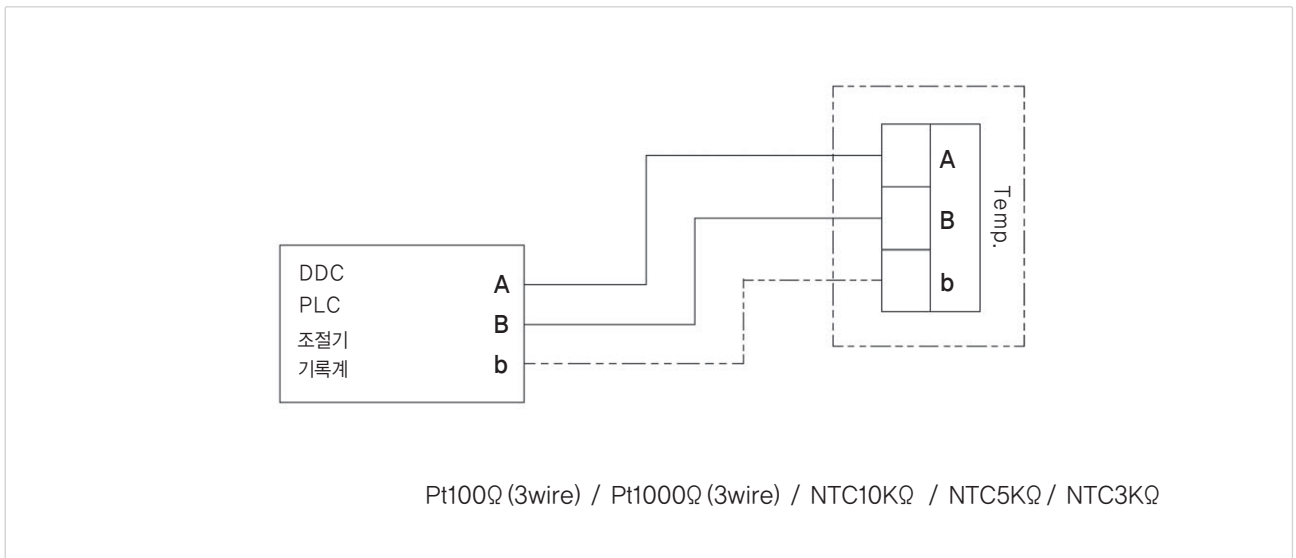 DDC
PLC
조절기
기록계
A
B
b
A
B
b
Temp.
Pt100Ω (3wire) / Pt1000Ω (3wire) / NTC10KΩ / NTC5KΩ / NTC3KΩ